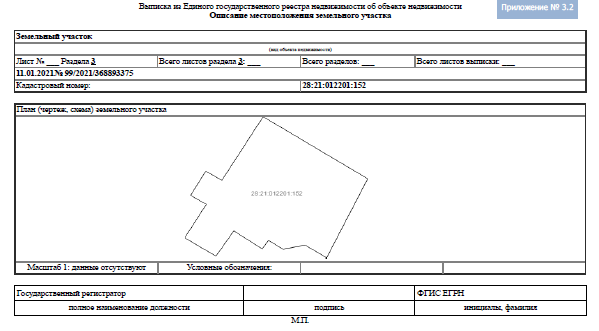 Выписка из Единого государственного реестра недвижимости об объекте недвижимости
Приложение № 3.2
Описание местоположения земельного участка
Земельный участок
(вид объекта недвижимости)
Лист № ___ Раздела 3 Всего листов раздела 3: ___ Всего разделов: ___ Всего листов выписки: ___
11.01.2021№ 99/2021/368893375
Кадастровый номер: 28:21:012201:152
План (чертеж, схема) земельного участка
28:21:012201:152
Масштаб 1: данные отсутствуют Условные обозначения:
Государственный регистратор ФГИС ЕГРН
полное наименование должности подпись инициалы, фамилия
М.П.